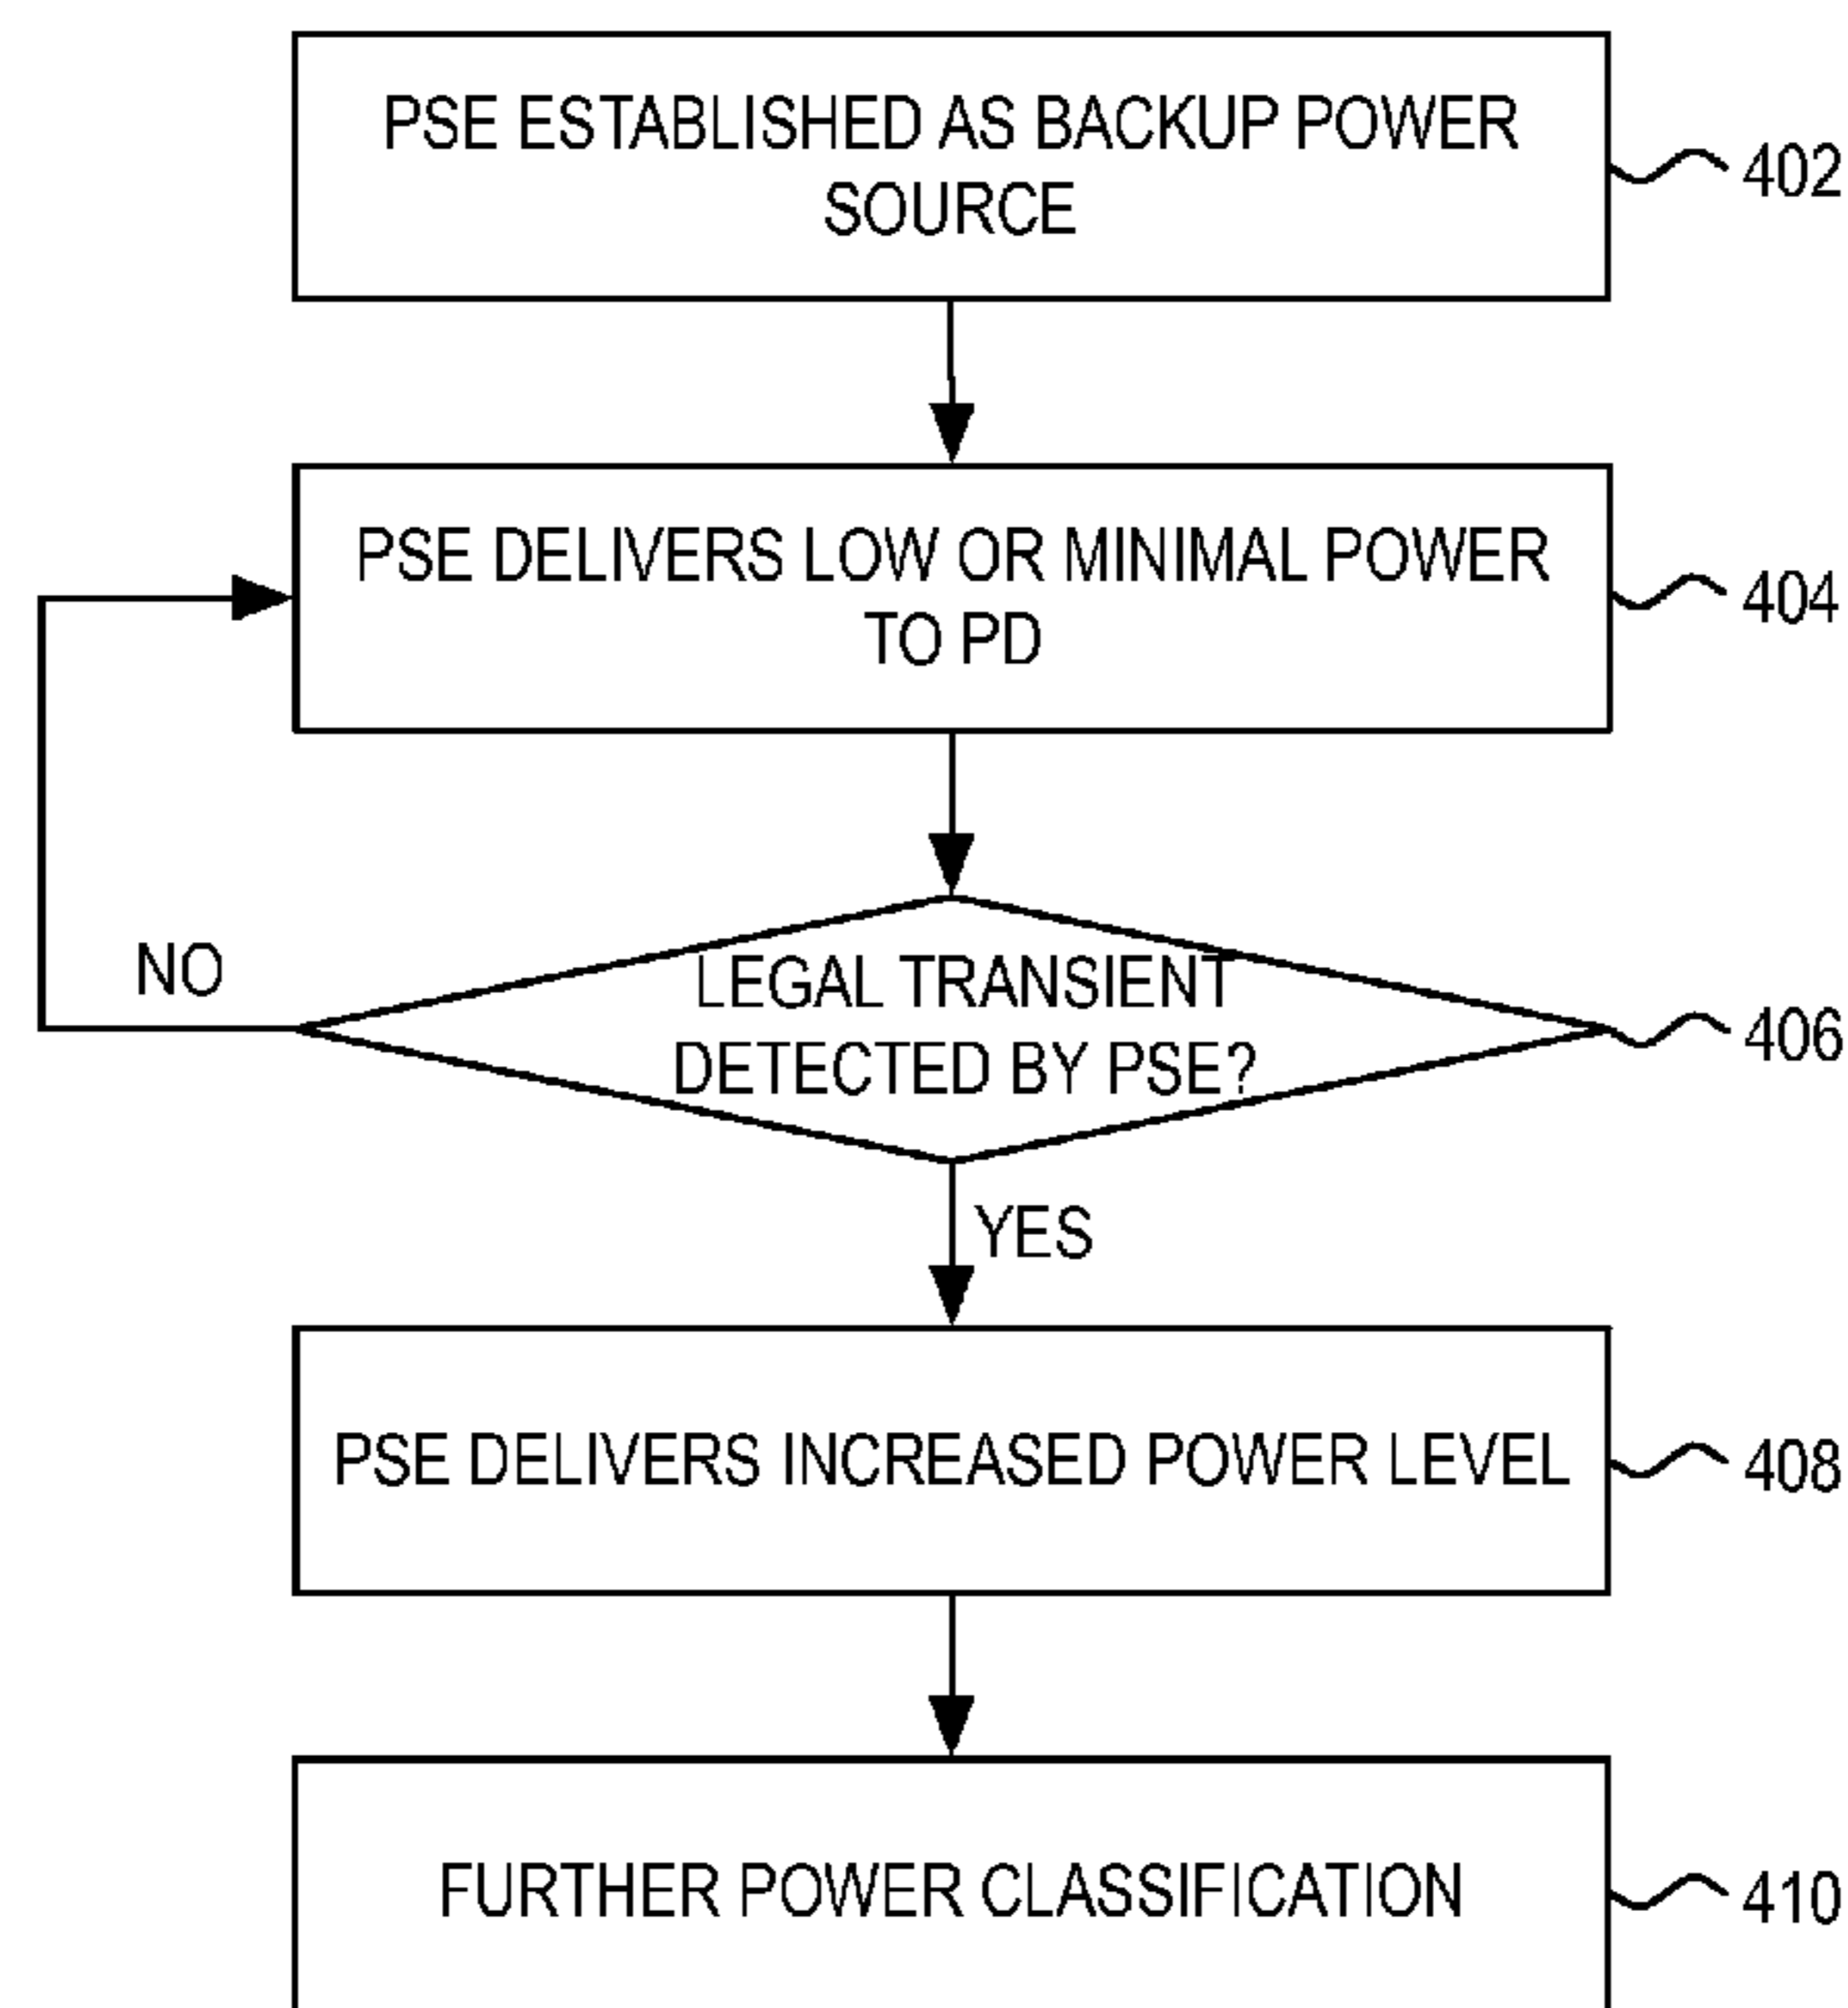 PSE ESTABLISHED AS BACKUP POWER
SOURCE
402
PSE DELIVERS LOW OR MINIMAL POWER
TO PD
404
NO
LEGAL TRANSIENT
DETECTED BY PSE?
406
YES
PSE DELIVERS INCREASED POWER LEVEL
408
FURTHER POWER CLASSIFICATION
410